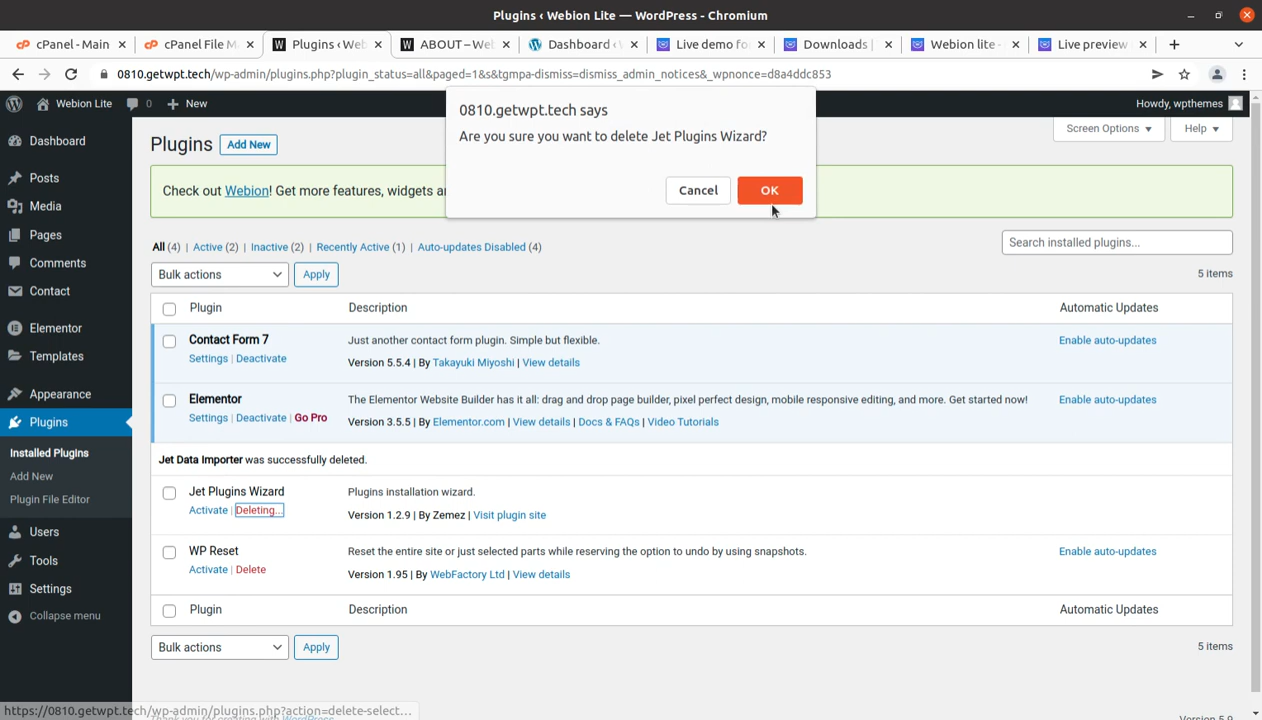 Plugins ‹ Webion Lite — WordPress - Chromium
cPanel - Main
cPanel File M
Plugins ‹ Web
ABOUT – Web
Dashboard ‹
Live demo fo
Downloads |
Webion lite -
Live preview
0810.getwpt.tech/wp-admin/plugins.php?plugin_status=all&paged=1&s&tgmpa-dismiss=dismiss_admin_notices&_wpnonce=d8a4ddc853
Webion Lite
0
New
Howdy, wpthemes
0810.getwpt.tech says
Are you sure you want to delete Jet Plugins Wizard?
Cancel
OK
Dashboard
Posts
Media
Pages
Comments
Contact
Elementor
Templates
Appearance
Plugins
Installed Plugins
Add New
Plugin File Editor
Users
Tools
Settings
Collapse menu
Screen Options
Help
Plugins
Add New
Check out Webion! Get more features, widgets
All (4) | Active (2) | Inactive (2) | Recently Active (1) | Auto-updates Disabled (4)
Search installed plugins...
Bulk actions
Apply
5 items
Plugin
Description
Automatic Updates
Contact Form 7
Just another contact form plugin. Simple but flexible.
Enable auto-updates
Settings | Deactivate
Version 5.5.4 | By Takayuki Miyoshi | View details
Elementor
The Elementor Website Builder has it all: drag and drop page builder, pixel perfect design, mobile responsive editing, and more. Get started now!
Enable auto-updates
Settings | Deactivate | Go Pro
Version 3.5.5 | By Elementor.com | View details | Docs & FAQs | Video Tutorials
Jet Data Importer was successfully deleted.
Jet Plugins Wizard
Plugins installation wizard.
Activate | Deleting...
Version 1.2.9 | By Zemez | Visit plugin site
WP Reset
Reset the entire site or just selected parts while reserving the option to undo by using snapshots.
Enable auto-updates
Activate | Delete
Version 1.95 | By WebFactory Ltd | View details
Plugin
Description
Automatic Updates
Bulk actions
Apply
5 items
https://0810.getwpt.tech/wp-admin/plugins.php?action=delete-select...